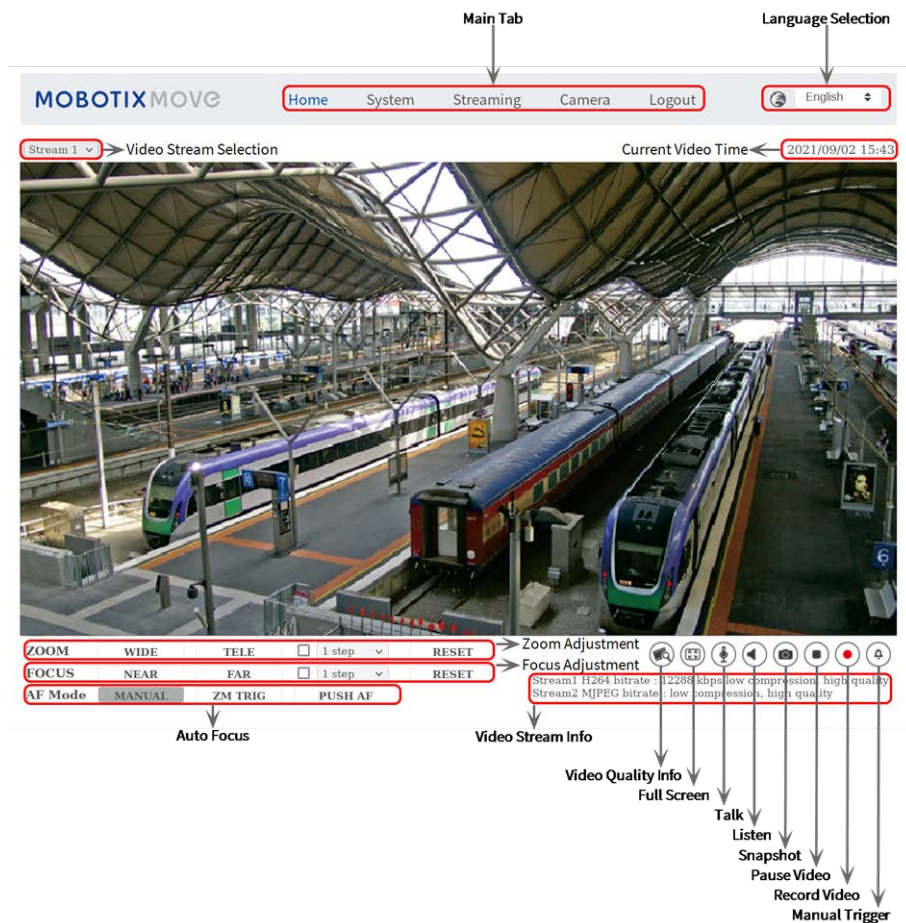 Main Tab
Language Selection
MOBOTIX MOVE
Home System Streaming Camera Logout
English
Stream 1
Video Stream Selection
Current Video Time
2021/09/02 15:43
6
ZOOM WIDE TELE 1 step RESET
Zoom Adjustment
FOCUS NEAR FAR 1 step RESET
Focus Adjustment
AF Mode MANUAL ZM TRIG PUSH AF
Stream1 H264 bitrate : 12288 kbps low compression, high quality
Stream2 MJPEG bitrate : low compression, high quality
Auto Focus
Video Stream Info
Video Quality Info
Full Screen
Talk
Listen
Snapshot
Pause Video
Record Video
Manual Trigger